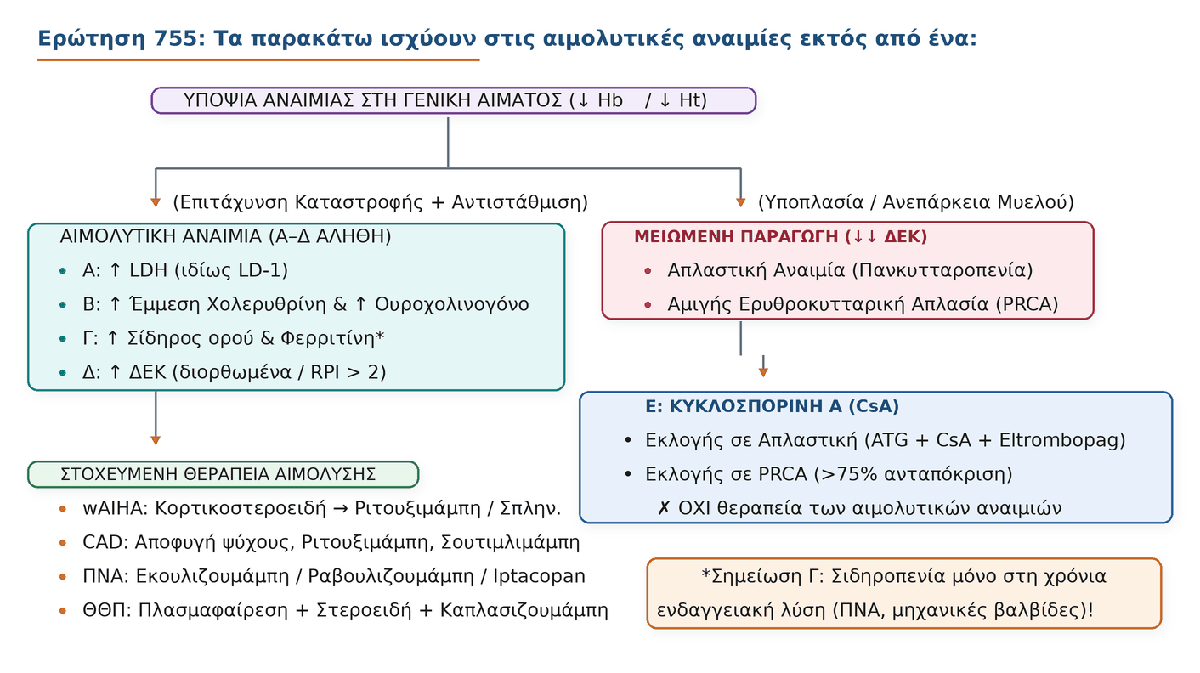 Ερώτηση 755: Τα παρακάτω ισχύουν στις αιμολυτικές αναιμίες εκτός από ένα:
ΥΠΟΨΙΑ ΑΝΑΙΜΙΑΣ ΣΤΗ ΓΕΝΙΚΗ ΑΙΜΑΤΟΣ (↓ Hb / ↓ Ht)
(Επιτάχυνση Καταστροφής + Αντιστάθμιση)
ΑΙΜΟΛΥΤΙΚΗ ΑΝΑΙΜΙΑ (Α–Δ ΑΛΗΘΗ)
• Α: ↑ LDH (ιδίως LD-1)
• Β: ↑ Έμμεση Χολερυθρίνη & ↑ Ουροχολινογόνο
• Γ: ↑ Σίδηρος ορού & Φερριτίνη*
• Δ: ↑ ΔΕΚ (διορθωμένα / RPI > 2)
(Υποπλασία / Ανεπάρκεια Μυελού)
ΜΕΙΩΜΕΝΗ ΠΑΡΑΓΩΓΗ (↓↓ ΔΕΚ)
• Απλαστική Αναιμία (Πανκυτταροπενία)
• Αμιγής Ερυθροκυτταρική Απλασία (PRCA)
Ε: ΚΥΚΛΟΣΠΟΡΙΝΗ Α (CsA)
• Εκλογής σε Απλαστική (ATG + CsA + Eltrombopag)
• Εκλογής σε PRCA (>75% ανταπόκριση)
✗ ΟΧΙ θεραπεία των αιμολυτικών αναιμιών
ΣΤΟΧΕΥΜΕΝΗ ΘΕΡΑΠΕΙΑ ΑΙΜΟΛΥΣΗΣ
• wAIHA: Κορτικοστεροειδή → Ριτουξιμάμπη / Σπλην.
• CAD: Αποφυγή ψύχους, Ριτουξιμάμπη, Σουτιμλιμάμπη
• ΠΝΑ: Εκουλιζουμάμπη / Ραβουλιζουμάμπη / Iptacopan
• ΘΘΠ: Πλασμαφαίρεση + Στεροειδή + Καπλασιζουμάμπη
*Σημείωση Γ: Σιδηροπενία μόνο στη χρόνια
ενδαγγειακή λύση (ΠΝΑ, μηχανικές βαλβίδες)!